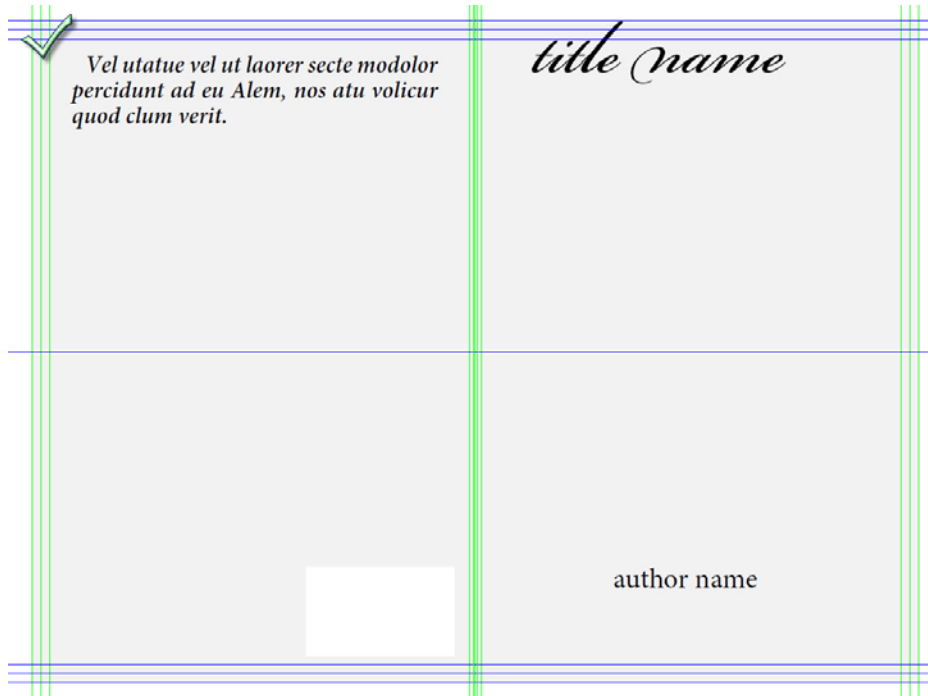 Vel utatue vel ut laorer secte modolor
percidunt ad eu Alem, nos atu volicur
quod clum verit.
title name
author name